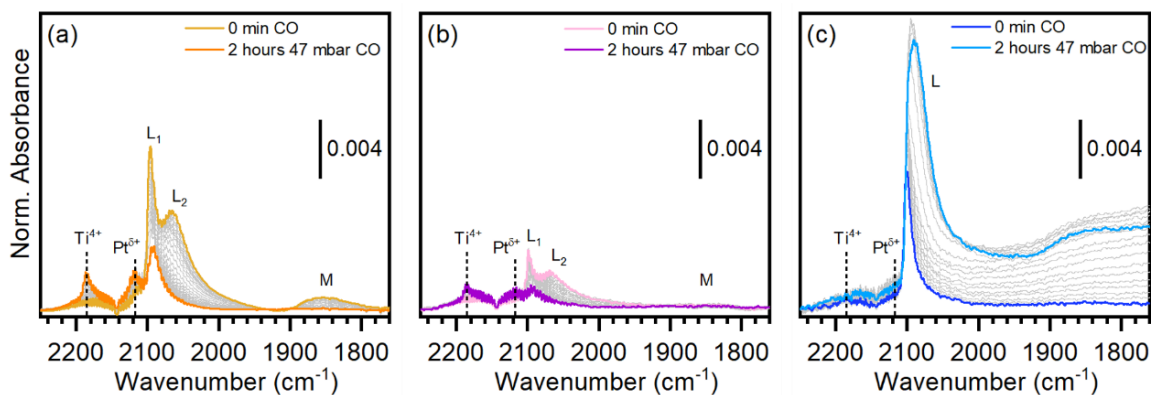 (a)
0 min CO
2 hours 47 mbar CO
L₁
L₂
0.004
Ti⁴⁺
Ptᵟ⁺
M
Norm. Absorbance
2200 2100 2000 1900 1800
Wavenumber (cm⁻¹)
(b)
0 min CO
2 hours 47 mbar CO
0.004
Ti⁴⁺
Ptᵟ⁺
L₁
L₂
M
2200 2100 2000 1900 1800
Wavenumber (cm⁻¹)
(c)
0 min CO
2 hours 47 mbar CO
L
0.004
Ti⁴⁺
Ptᵟ⁺
2200 2100 2000 1900 1800
Wavenumber (cm⁻¹)